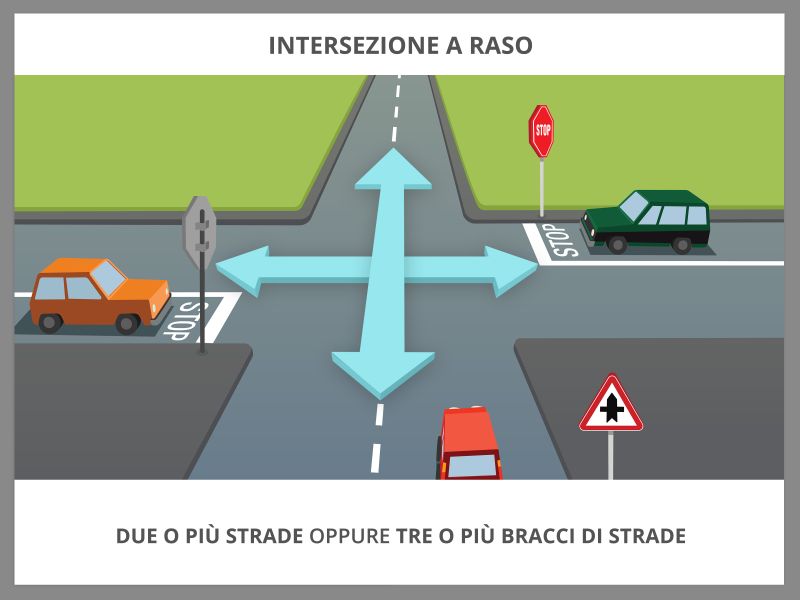 INTERSEZIONE A RASO
STOP
STOP
STOP
DUE O PIÙ STRADE OPPURE TRE O PIÙ BRACCI DI STRADE